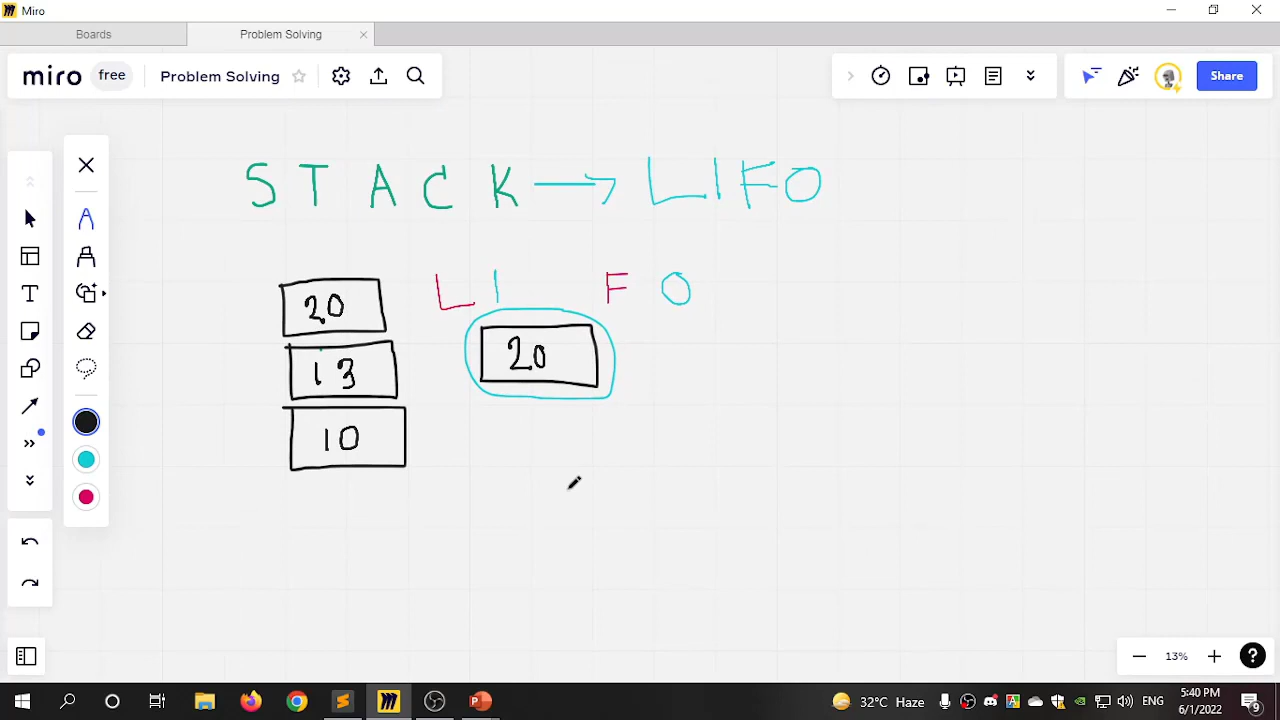 Miro
Boards
Problem Solving
miro
free
Problem Solving
Share
S T A C K → LIFO
L I F O
20
20
13
10
13%
32°C Haze
ENG
5:40 PM
6/1/2022
9